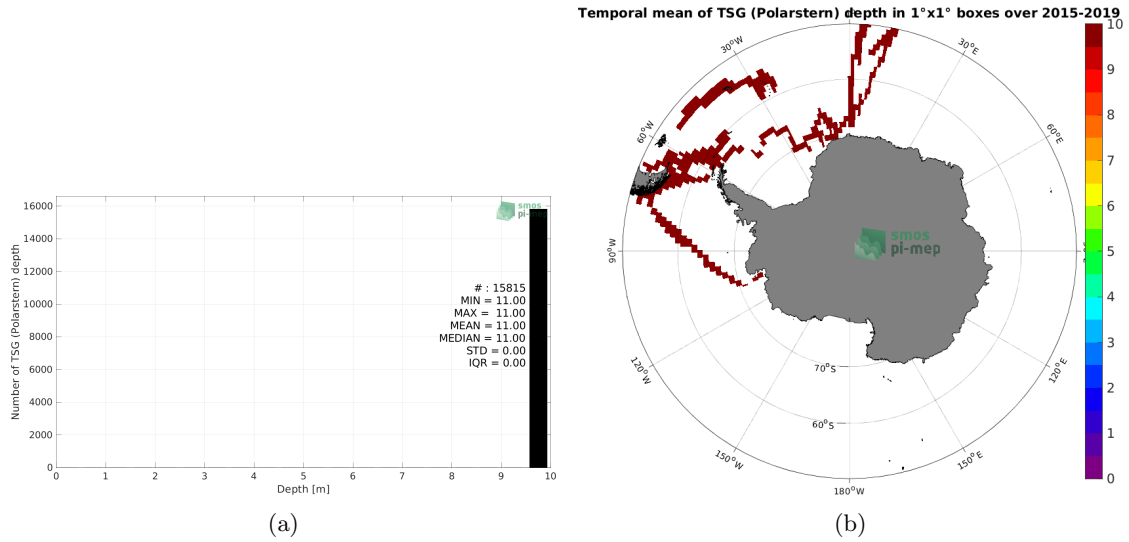 Temporal mean of TSG (Polarstern) depth in 1°x1° boxes over 2015-2019
16000
14000
12000
10000
8000
6000
4000
2000
0
Number of TSG (Polarstern) depth
smos
pi-mep
# : 15815
MIN = 11.00
MAX = 11.00
MEAN = 11.00
MEDIAN = 11.00
STD = 0.00
IQR = 0.00
0 1 2 3 4 5 6 7 8 9 10
Depth [m]
(a)
30°W
30°E
60°W
60°E
90°W
smos
pi-mep
120°W
120°E
70°S
60°S
150°W
150°E
180°W
10
9
8
7
6
5
4
3
2
1
0
(b)